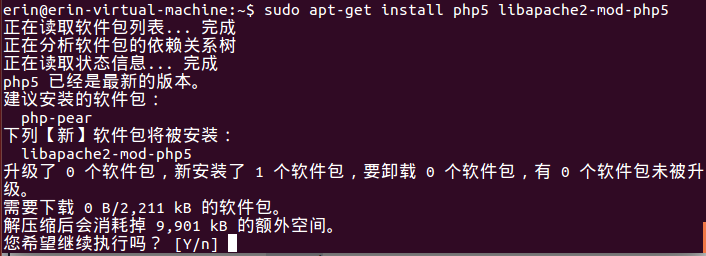 erin@erin-virtual-machine:~$ sudo apt-get install php5 libapache2-mod-php5
正在读取软件包列表... 完成
正在分析软件包的依赖关系树
正在读取状态信息... 完成
php5 已经是最新的版本。
建议安装的软件包：
  php-pear
下列【新】软件包将被安装：
  libapache2-mod-php5
升级了 0 个软件包，新安装了 1 个软件包，要卸载 0 个软件包，有 0 个软件包未被升
级。
需要下载 0 B/2,211 kB 的软件包。
解压缩后会消耗掉 9,901 kB 的额外空间。
您希望继续执行吗？ [Y/n]